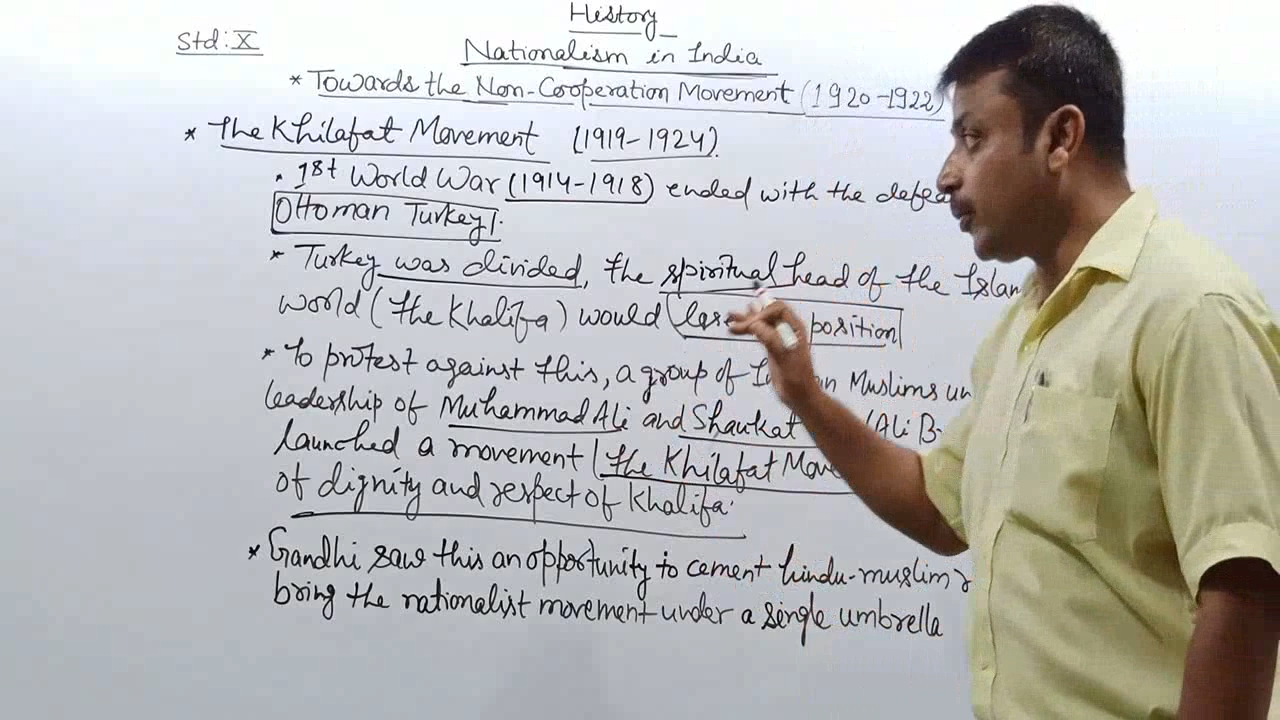 History
Std: X
Nationalism in India
* Towards the Non-Cooperation Movement (1920-1922)
* The Khilafat Movement (1919-1924)
. 1st World War (1914-1918) ended with the
Ottoman Turkey.
* Turkey was divided, the spiritual head of the
world (the Khalifa) would position
* To protest against this, a group of Muslims
leadership of Muhammad Ali and Shaukat (Ali
launched a movement (the Khilafat
of dignity and respect of Khalifa.
* Gandhi saw this an opportunity to cement hindu-muslim
bring the nationalist movement under a single umbrella